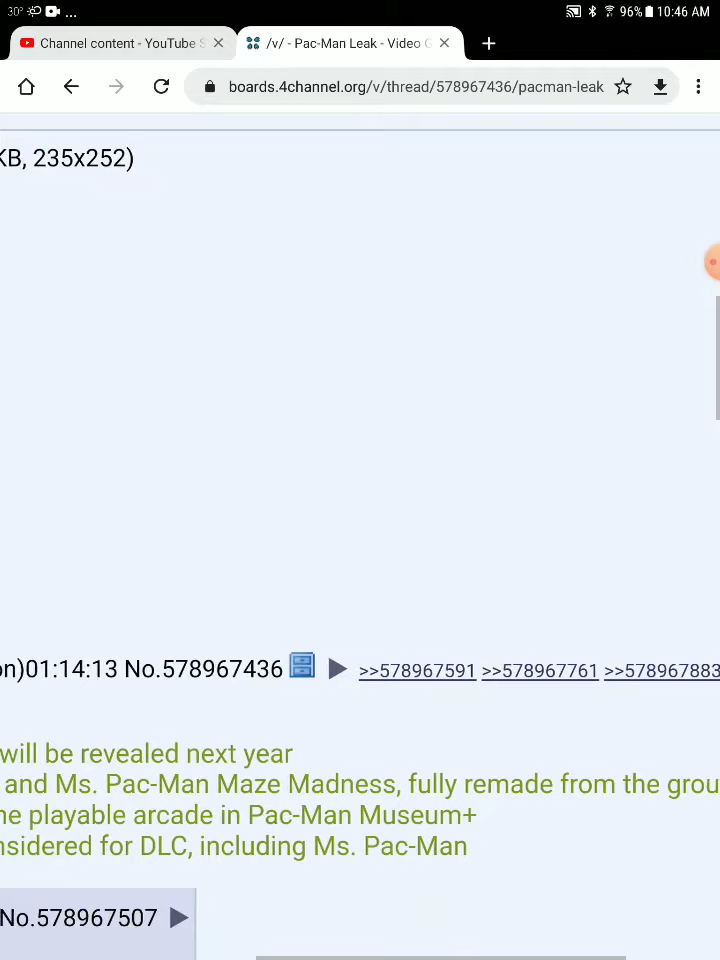 30° ...
96% 10:46 AM
Channel content - YouTube S
/v/ - Pac-Man Leak - Video G
boards.4channel.org/v/thread/578967436/pacman-leak
KB, 235x252)
on)01:14:13 No.578967436 ▶ >>578967591 >>578967761 >>578967883
will be revealed next year
and Ms. Pac-Man Maze Madness, fully remade from the grou
he playable arcade in Pac-Man Museum+
nsidered for DLC, including Ms. Pac-Man
No.578967507 ▶